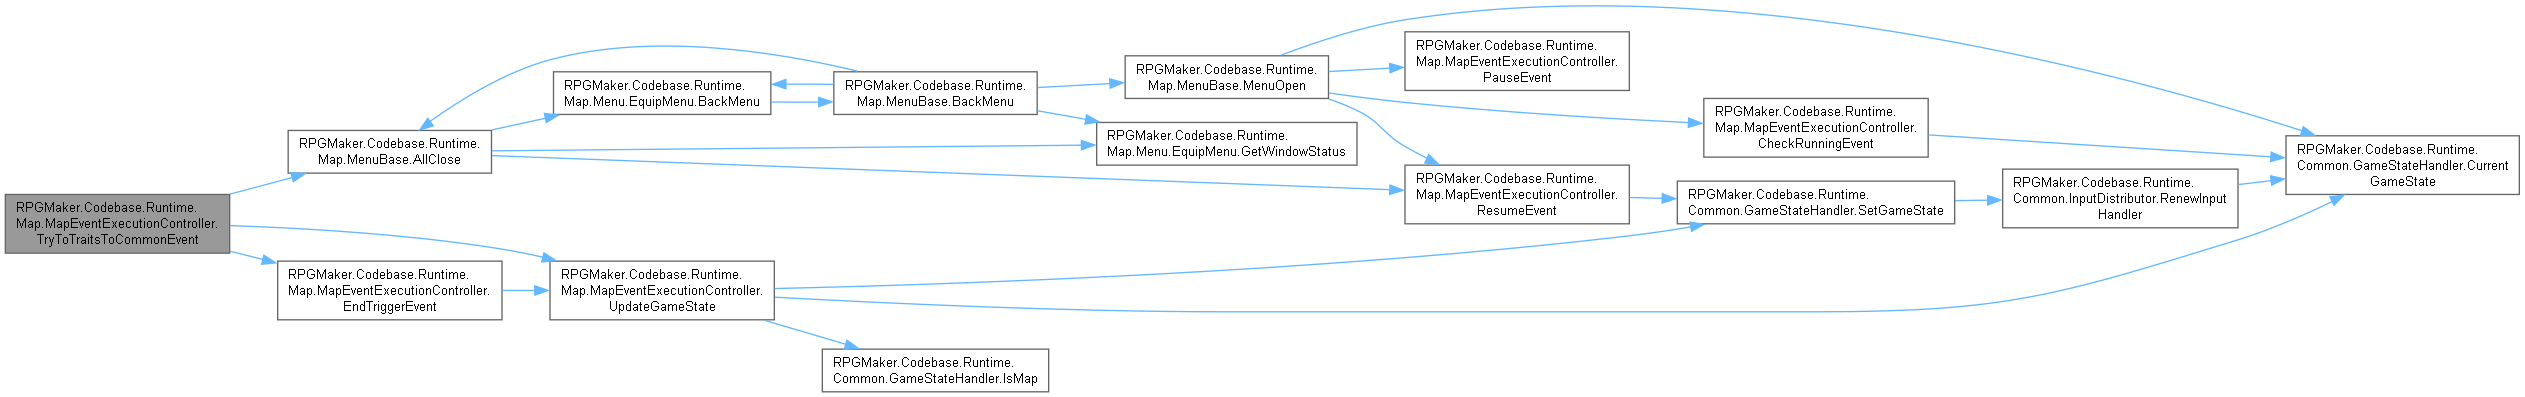 RPGMaker.Codebase.Runtime.
Map.MapEventExecutionController.
TryToTraitsToCommonEvent
RPGMaker.Codebase.Runtime.
Map.MenuBase.AllClose
RPGMaker.Codebase.Runtime.
Map.MapEventExecutionController.
EndTriggerEvent
RPGMaker.Codebase.Runtime.
Map.Menu.EquipMenu.BackMenu
RPGMaker.Codebase.Runtime.
Map.MapEventExecutionController.
UpdateGameState
RPGMaker.Codebase.Runtime.
Map.MenuBase.BackMenu
RPGMaker.Codebase.Runtime.
Common.GameStateHandler.IsMap
RPGMaker.Codebase.Runtime.
Map.MenuBase.MenuOpen
RPGMaker.Codebase.Runtime.
Map.Menu.EquipMenu.GetWindowStatus
RPGMaker.Codebase.Runtime.
Map.MapEventExecutionController.
PauseEvent
RPGMaker.Codebase.Runtime.
Map.MapEventExecutionController.
ResumeEvent
RPGMaker.Codebase.Runtime.
Map.MapEventExecutionController.
CheckRunningEvent
RPGMaker.Codebase.Runtime.
Common.GameStateHandler.SetGameState
RPGMaker.Codebase.Runtime.
Common.InputDistributor.RenewInput
Handler
RPGMaker.Codebase.Runtime.
Common.GameStateHandler.Current
GameState